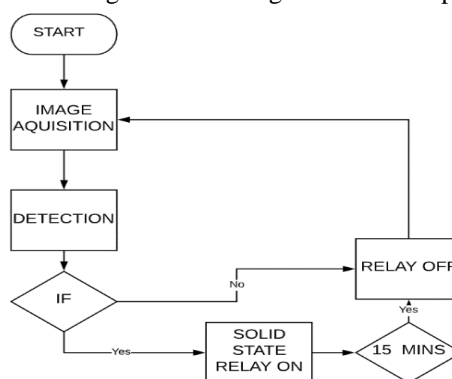 START
IMAGE
AQUISITION
DETECTION
IF
No
RELAY OFF
Yes
Yes
SOLID
STATE
RELAY ON
15 MINS